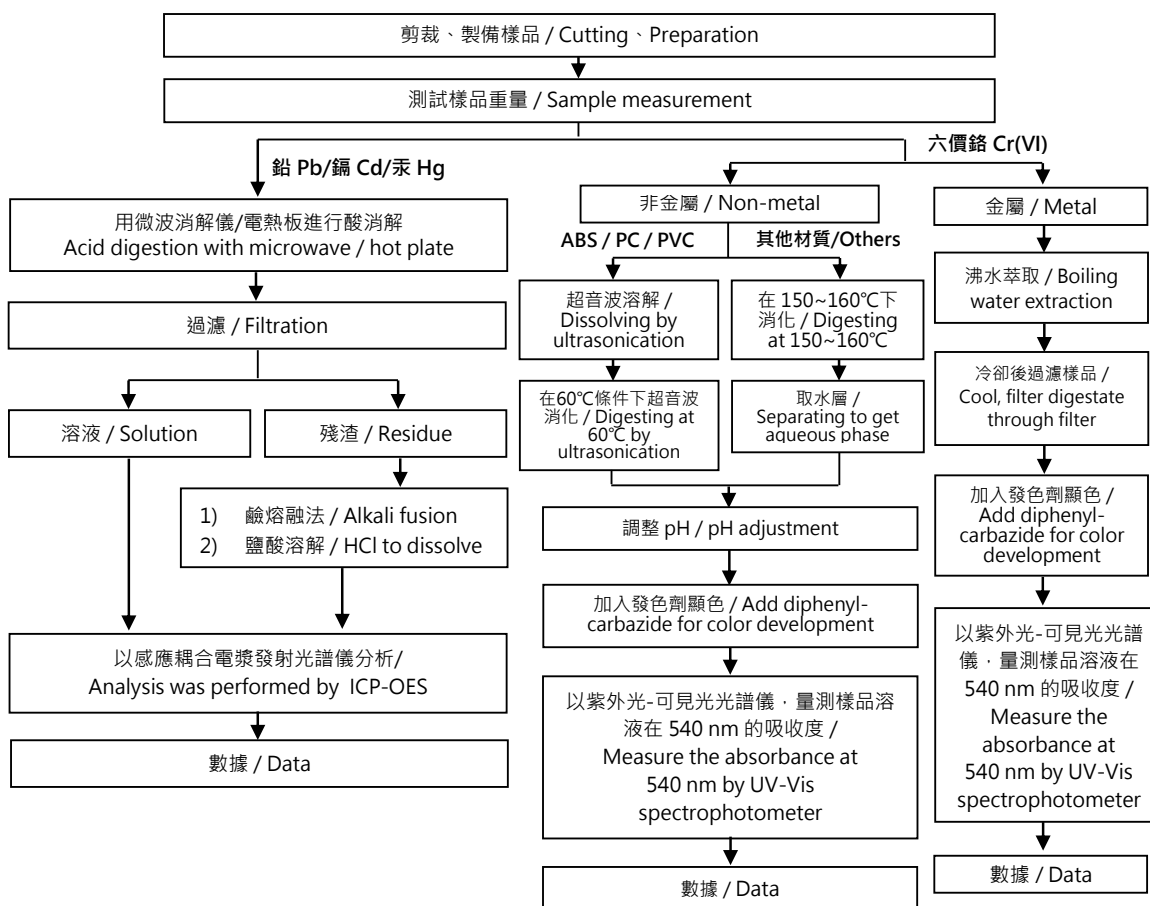 剪裁、製備樣品 / Cutting、Preparation
測試樣品重量 / Sample measurement
鉛 Pb/鎘 Cd/汞 Hg
用微波消解儀/電熱板進行酸消解
Acid digestion with microwave / hot plate
過濾 / Filtration
溶液 / Solution
殘渣 / Residue
1) 鹼熔融法 / Alkali fusion
2) 鹽酸溶解 / HCl to dissolve
以感應耦合電漿發射光譜儀分析/
Analysis was performed by ICP-OES
數據 / Data
六價鉻 Cr(VI)
非金屬 / Non-metal
ABS / PC / PVC
超音波溶解 /
Dissolving by
ultrasonication
在60℃條件下超音波
消化 / Digesting at
60℃ by
ultrasonication
其他材質/Others
在 150~160℃下
消化 / Digesting
at 150~160℃
取水層 /
Separating to get
aqueous phase
調整 pH / pH adjustment
加入發色劑顯色 / Add diphenyl-
carbazide for color development
以紫外光-可見光光譜儀，量測樣品溶
液在 540 nm 的吸收度 /
Measure the absorbance at
540 nm by UV-Vis
spectrophotometer
數據 / Data
金屬 / Metal
沸水萃取 / Boiling
water extraction
冷卻後過濾樣品 /
Cool, filter digestate
through filter
加入發色劑顯色 /
Add diphenyl-
carbazide for color
development
以紫外光-可見光光譜
儀，量測樣品溶液在
540 nm 的吸收度 /
Measure the
absorbance at
540 nm by UV-Vis
spectrophotometer
數據 / Data